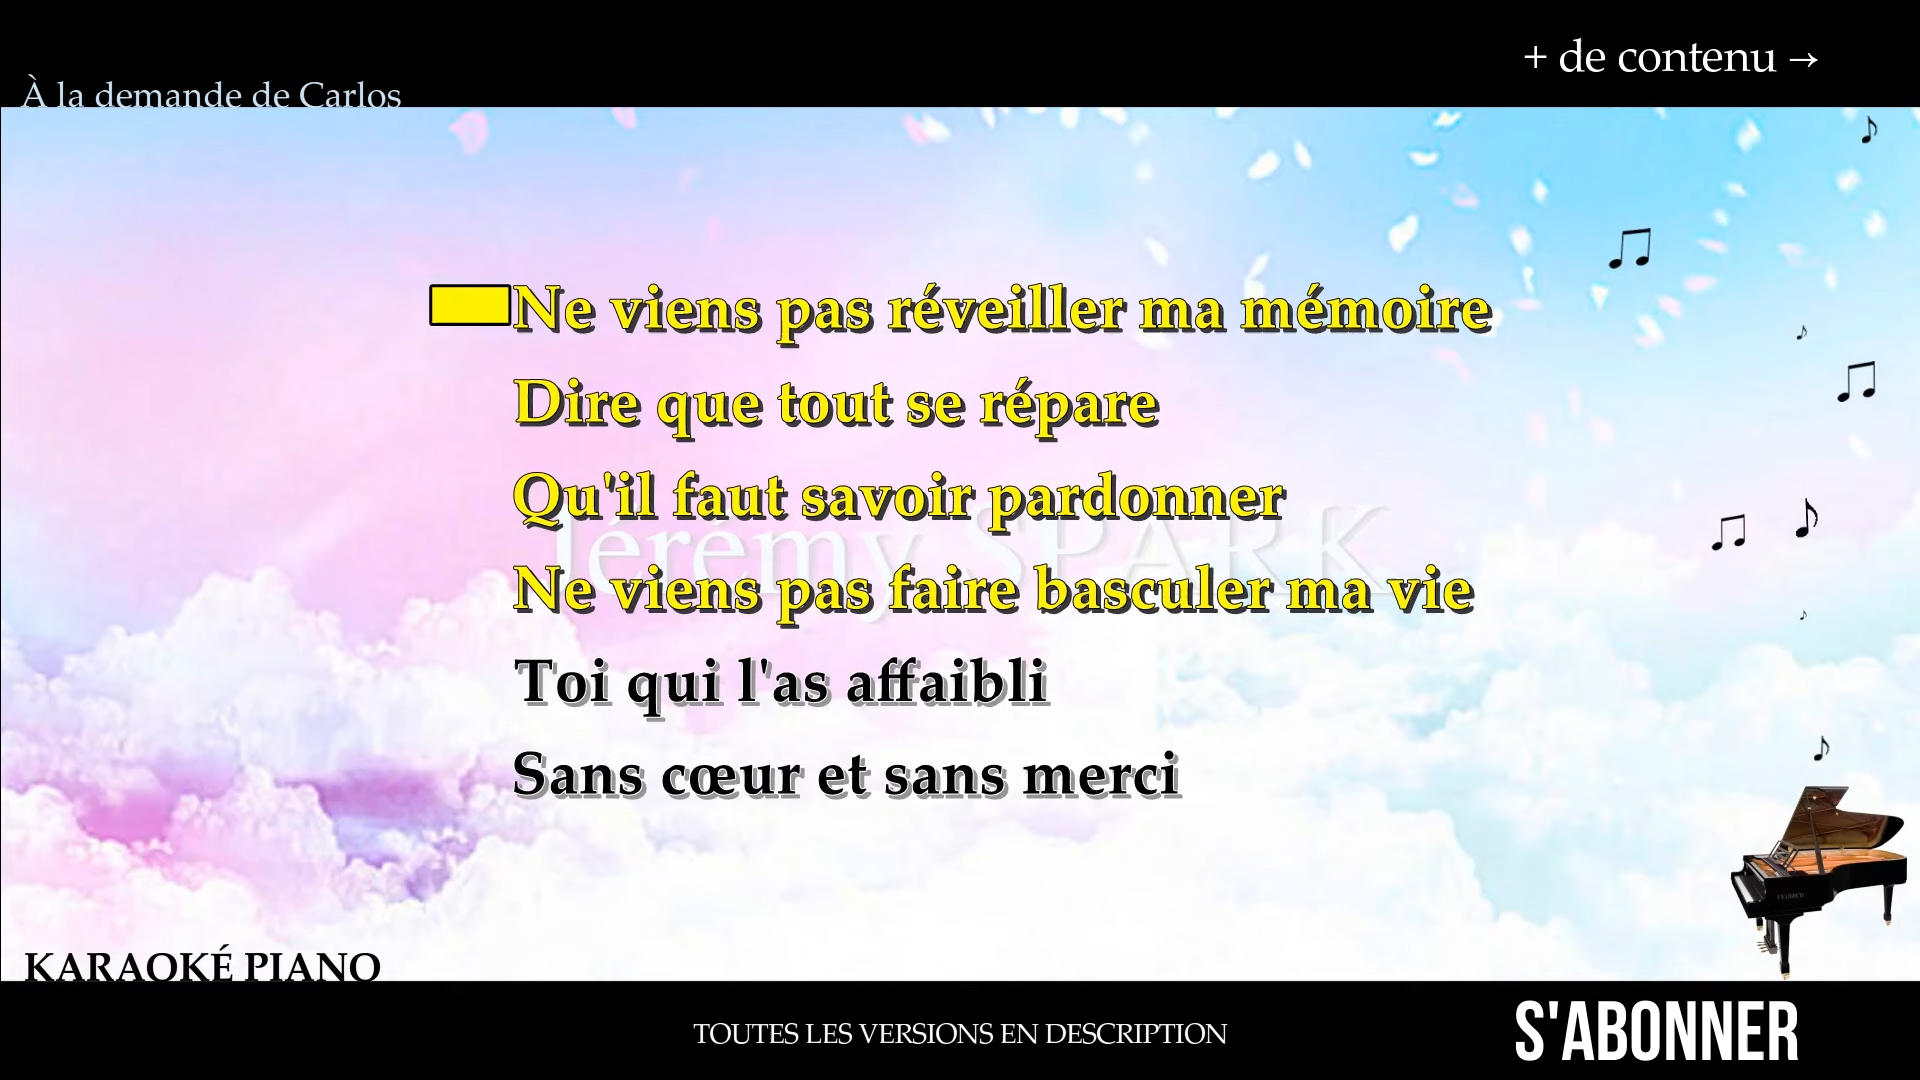 + de contenu →
À la demande de Carlos
Ne viens pas réveiller ma mémoire
Dire que tout se répare
Qu'il faut savoir pardonner
Jérémy SPARK
Ne viens pas faire basculer ma vie
Toi qui l'as affaibli
Sans cœur et sans merci
FEURICH
KARAOKÉ PIANO
TOUTES LES VERSIONS EN DESCRIPTION
S'ABONNER